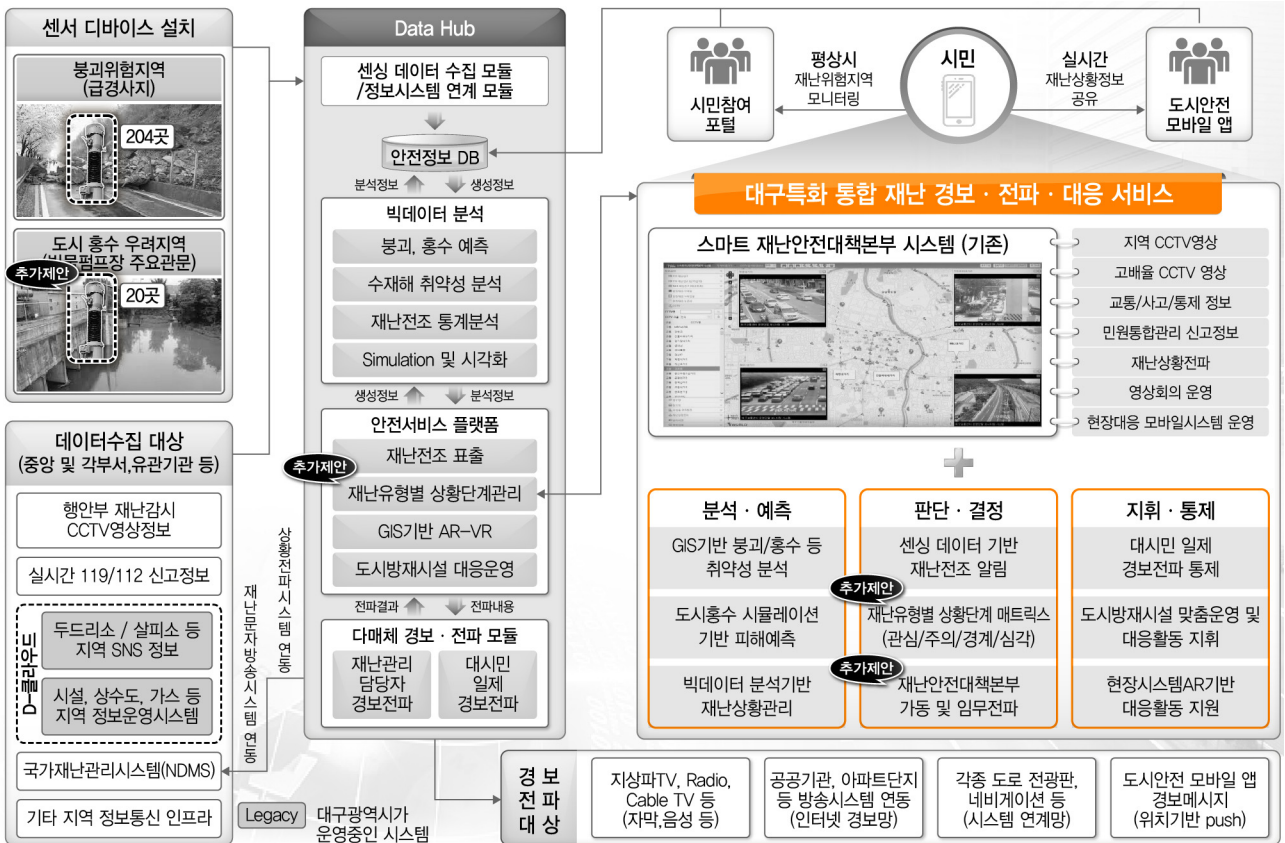 센서 디바이스 설치
붕괴위험지역
(급경사지)
204곳
도시 홍수 우려지역
추가제안
20곳
데이터수집 대상
(중앙 및 각부서,유관기관 등)
행안부 재난감시
CCTV영상정보
실시간 119/112 신고정보
D-클라우드
두드리소 / 살피소 등
지역 SNS 정보
시설, 상수도, 가스 등
지역 정보운영시스템
국가재난관리시스템(NDMS)
기타 지역 정보통신 인프라
상황전파시스템 연동
재난문자방송시스템 연동
Legacy
대구광역시가
운영중인 시스템
Data Hub
센싱 데이터 수집 모듈
/정보시스템 연계 모듈
안전정보 DB
분석정보
생성정보
빅데이터 분석
붕괴, 홍수 예측
수재해 취약성 분석
재난전조 통계분석
Simulation 및 시각화
생성정보
분석정보
안전서비스 플랫폼
재난전조 표출
추가제안
재난유형별 상황단계관리
GIS기반 AR-VR
도시방재시설 대응운영
전파결과
전파내용
다매체 경보 · 전파 모듈
재난관리
담당자
경보전파
대시민
일제
경보전파
시민참여
포털
평상시
재난위험지역
모니터링
시민
실시간
재난상황정보
공유
도시안전
모바일 앱
대구특화 통합 재난 경보 · 전파 · 대응 서비스
스마트 재난안전대책본부 시스템 (기존)
지역 CCTV영상
고배율 CCTV 영상
교통/사고/통제 정보
민원통합관리 신고정보
재난상황전파
영상회의 운영
현장대응 모바일시스템 운영
분석 · 예측
GIS기반 붕괴/홍수 등
취약성 분석
도시홍수 시뮬레이션
기반 피해예측
빅데이터 분석기반
재난상황관리
판단 · 결정
센싱 데이터 기반
재난전조 알림
추가제안
재난유형별 상황단계 매트릭스
(관심/주의/경계/심각)
추가제안
재난안전대책본부
가동 및 임무전파
지휘 · 통제
대시민 일제
경보전파 통제
도시방재시설 맞춤운영 및
대응활동 지휘
현장시스템AR기반
대응활동 지원
경 보
전 파
대 상
지상파TV, Radio,
Cable TV 등
(자막,음성 등)
공공기관, 아파트단지
등 방송시스템 연동
(인터넷 경보망)
각종 도로 전광판,
네비게이션 등
(시스템 연계망)
도시안전 모바일 앱
경보메시지
(위치기반 push)